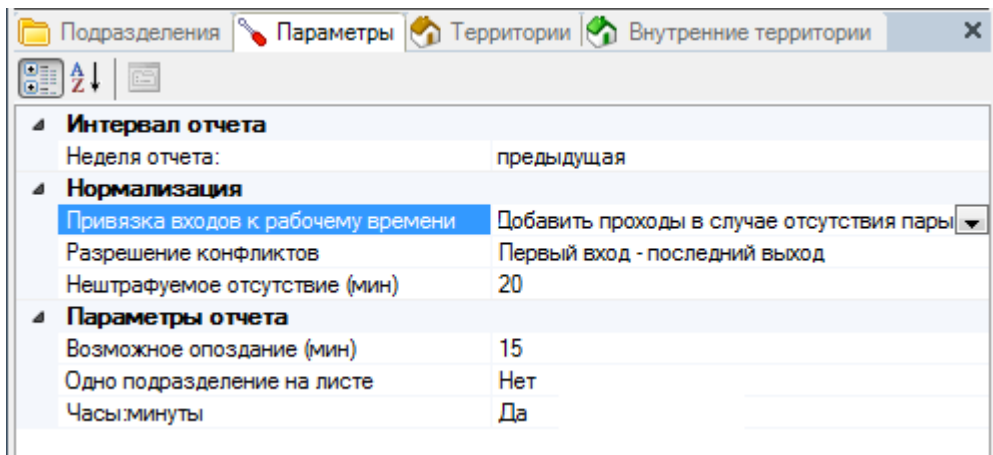 Подразделения Параметры Территории Внутренние территории
Интервал отчета
Неделя отчета: предыдущая
Нормализация
Привязка входов к рабочему времени Добавить проходы в случае отсутствия пары
Разрешение конфликтов Первый вход - последний выход
Нештрафуемое отсутствие (мин) 20
Параметры отчета
Возможное опоздание (мин) 15
Одно подразделение на листе Нет
Часы:минуты Да